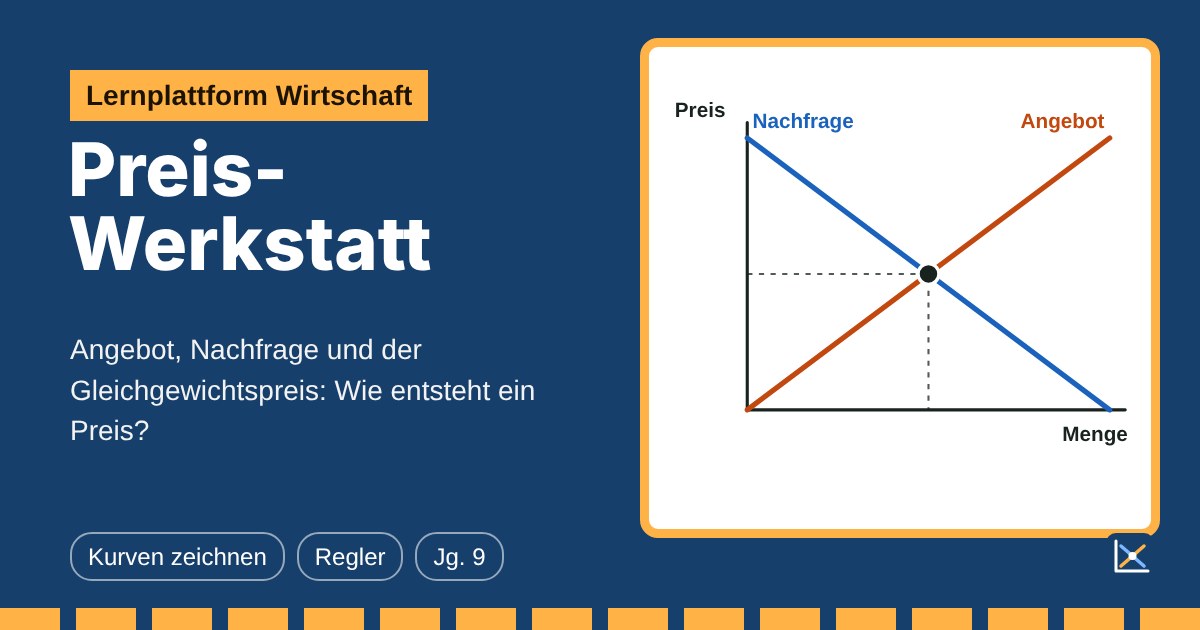 Lernplattform Wirtschaft
Preis-
Werkstatt
Angebot, Nachfrage und der
Gleichgewichtspreis: Wie entsteht ein
Preis?
Kurven zeichnen
Regler
Jg. 9
Preis
Nachfrage
Angebot
Menge